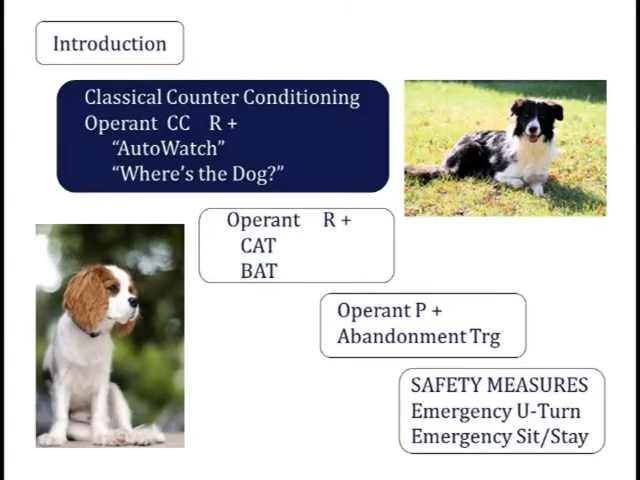 Introduction
Classical Counter Conditioning
Operant CC R +
“AutoWatch”
“Where’s the Dog?”
Operant R +
CAT
BAT
Operant P +
Abandonment Trg
SAFETY MEASURES
Emergency U-Turn
Emergency Sit/Stay